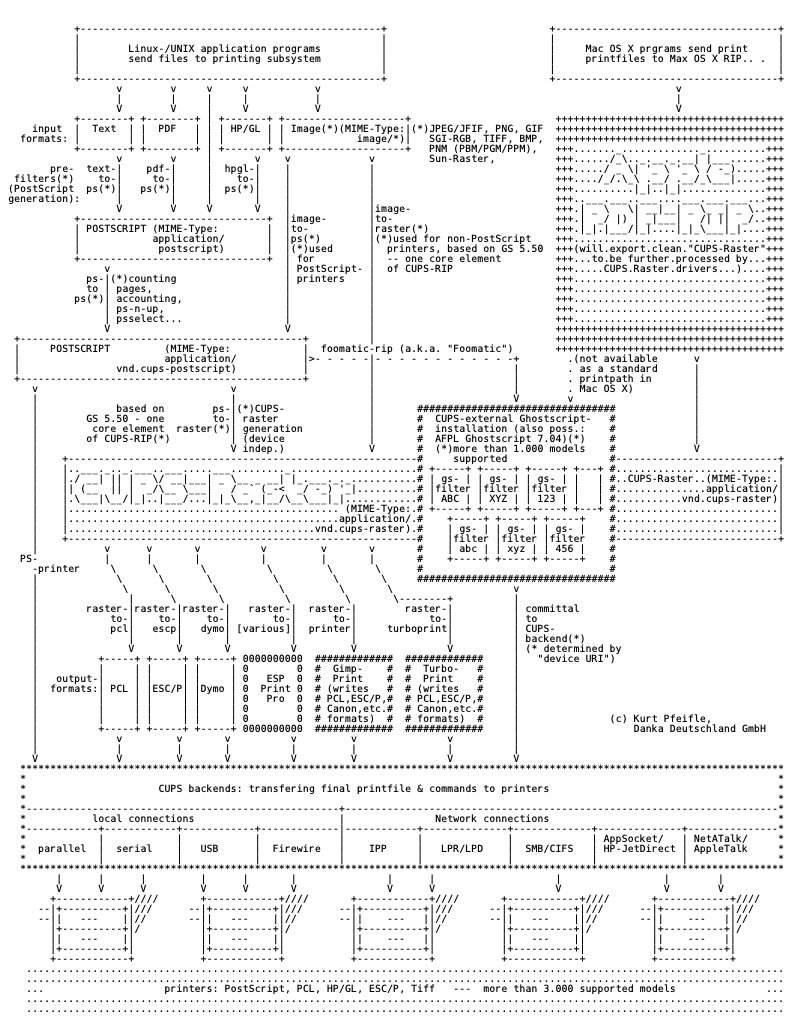 Linux-/UNIX application programs
send files to printing subsystem
Mac OS X prgrams send print
printfiles to Max OS X RIP.. .
input formats:
Text
PDF
HP/GL
Image(*)(MIME-Type: image/*)
(*)JPEG/JFIF, PNG, GIF
SGI-RGB, TIFF, BMP,
PNM (PBM/PGM/PPM),
Sun-Raster,
pre-
filters(*)
(PostScript
generation):
text-
to-
ps(*)
pdf-
to-
ps(*)
hpgl-
to-
ps(*)
Apple
PDF-RIP
(will.export.clean."CUPS-Raster"
...to.be.further.processed by...
.....CUPS.Raster.drivers...)....
POSTSCRIPT (MIME-Type:
application/
postscript)
image-
to-
ps(*)
(*)used
for
PostScript-
printers
image-
to-
raster(*)
(*)used for non-PostScript
printers, based on GS 5.50
-- one core element
of CUPS-RIP
ps-
to
ps(*)
(*)counting
pages,
accounting,
ps-n-up,
psselect...
POSTSCRIPT (MIME-Type:
application/
vnd.cups-postscript)
foomatic-rip (a.k.a. "Foomatic")
.(not available
. as a standard
. printpath in
. Mac OS X)
based on
GS 5.50 - one
core element
of CUPS-RIP(*)
ps-
to-
raster(*)
(*)CUPS-
raster
generation
(device
indep.)
CUPS-external Ghostscript-
installation (also poss.:
AFPL Ghostscript 7.04)(*)
(*)more than 1.000 models
supported
gs-
filter
ABC
gs-
filter
XYZ
gs-
filter
123
gs-
filter
abc
gs-
filter
xyz
gs-
filter
456
CUPS-Raster
(MIME-Type:.
application/.
vnd.cups-raster).
..CUPS-Raster..(MIME-Type:.
application/
vnd.cups-raster)
PS-
-printer
raster-
to-
pcl
raster-
to-
escp
raster-
to-
dymo
raster-
to-
[various]
raster-
to-
printer
raster-
to-
turboprint
committal
to
CUPS-
backend(*)
(* determined by
"device URI")
output-
formats:
PCL
ESC/P
Dymo
ESP
Print
Pro
Gimp-
Print
(writes
PCL,ESC/P,
Canon,etc.
formats)
Turbo-
Print
(writes
PCL,ESC/P,
Canon,etc.
formats)
(c) Kurt Pfeifle,
Danka Deutschland GmbH
CUPS backends: transfering final printfile & commands to printers
local connections
Network connections
parallel
serial
USB
Firewire
IPP
LPR/LPD
SMB/CIFS
AppSocket/
HP-JetDirect
NetATalk/
AppleTalk
printers: PostScript, PCL, HP/GL, ESC/P, Tiff --- more than 3.000 supported models